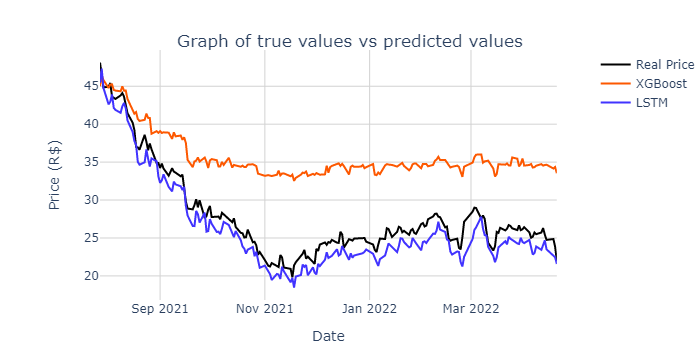 Graph of true values vs predicted values
Real Price
XGBoost
LSTM
Price (R$)
45
40
35
30
25
20
Sep 2021
Nov 2021
Jan 2022
Mar 2022
Date